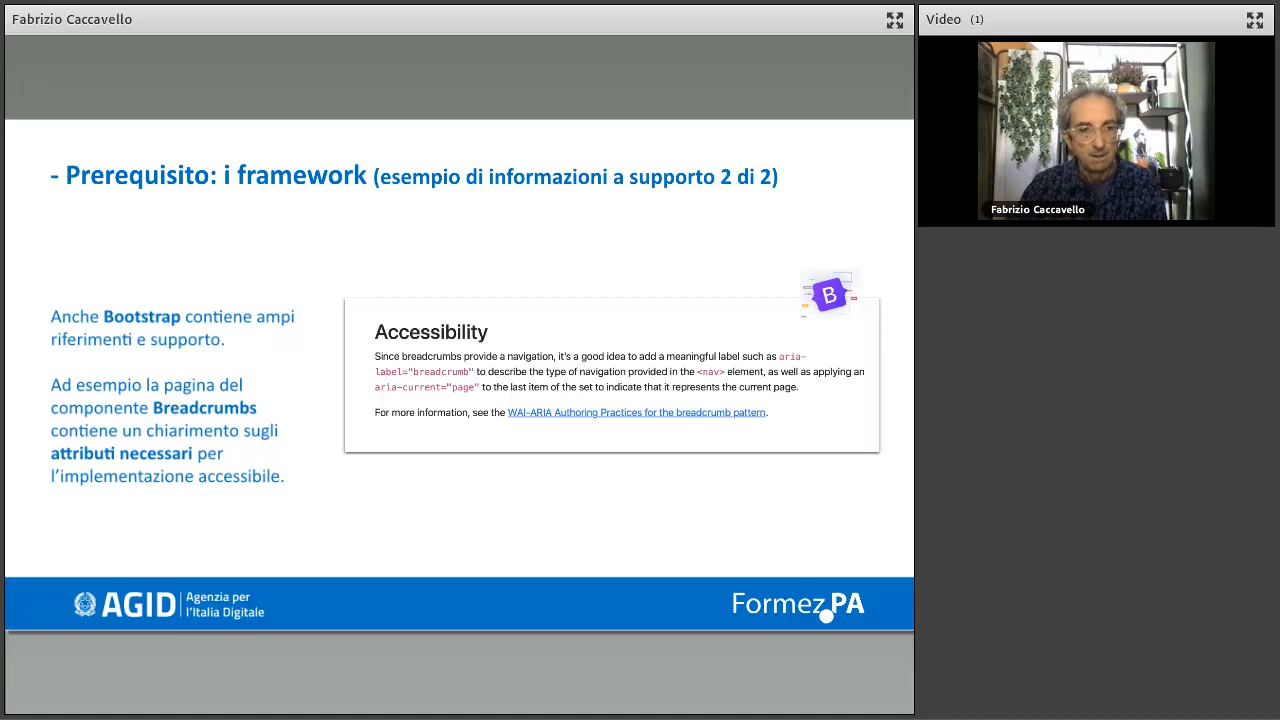 Fabrizio Caccavello
Video (1)
Fabrizio Caccavello
- Prerequisito: i framework (esempio di informazioni a supporto 2 di 2)
Anche Bootstrap contiene ampi
riferimenti e supporto.
Ad esempio la pagina del
componente Breadcrumbs
contiene un chiarimento sugli
attributi necessari per
l'implementazione accessibile.
B
Accessibility
Since breadcrumbs provide a navigation, it's a good idea to add a meaningful label such as aria-
label="breadcrumb" to describe the type of navigation provided in the <nav> element, as well as applying an
aria-current="page" to the last item of the set to indicate that it represents the current page.
For more information, see the WAI-ARIA Authoring Practices for the breadcrumb pattern.
AGID
Agenzia per
l'Italia Digitale
Formez.PA